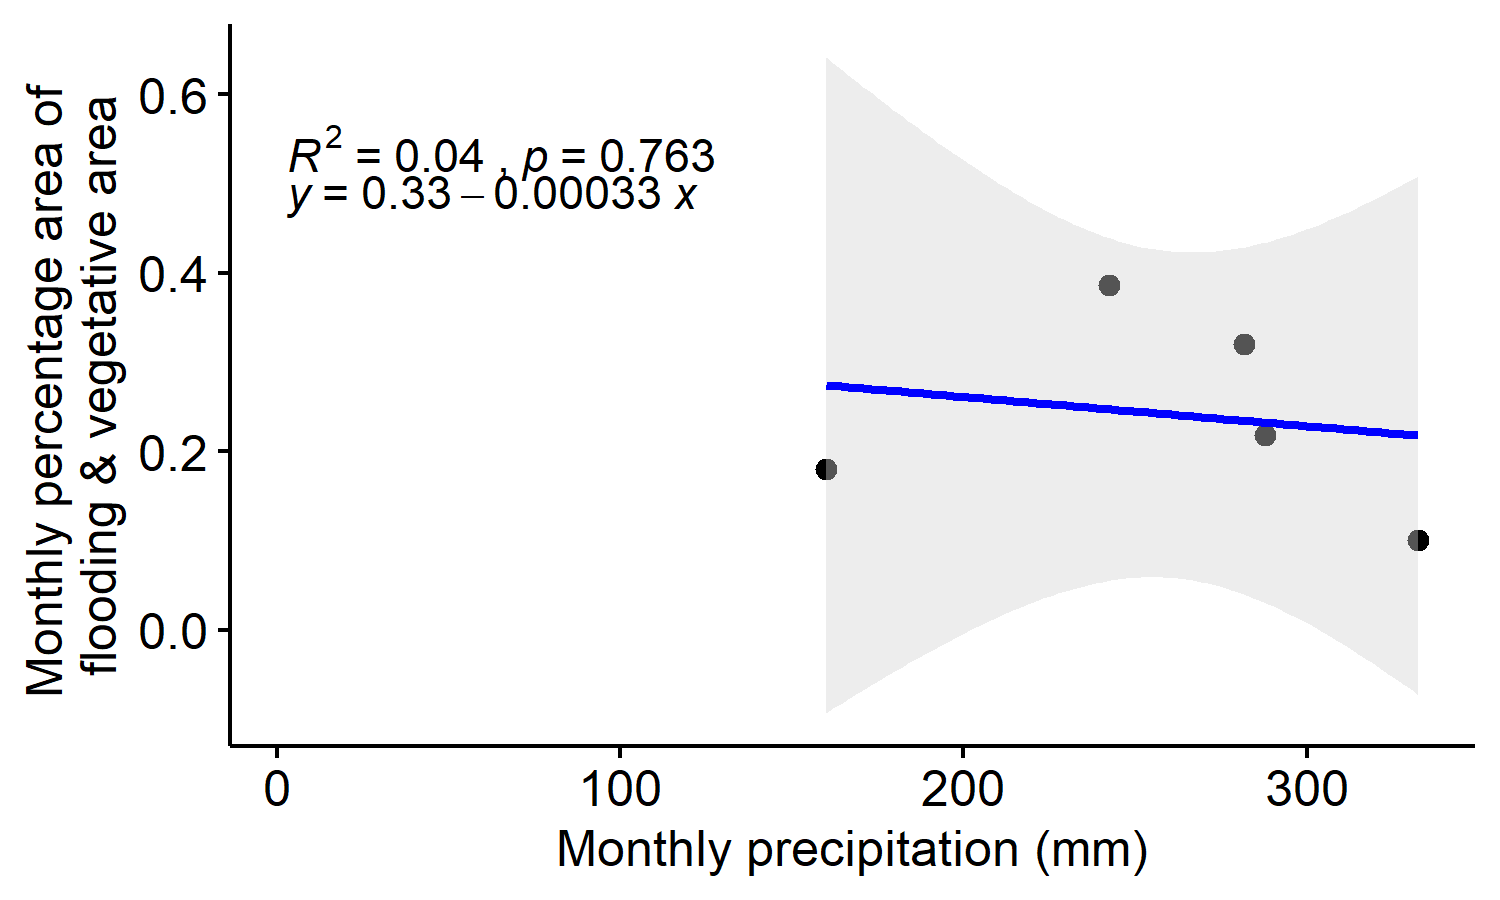 Monthly percentage area of
flooding & vegetative area
0.6
0.4
0.2
0.0
R² = 0.04 , p = 0.763
y = 0.33 – 0.00033 x
0 100 200 300
Monthly precipitation (mm)